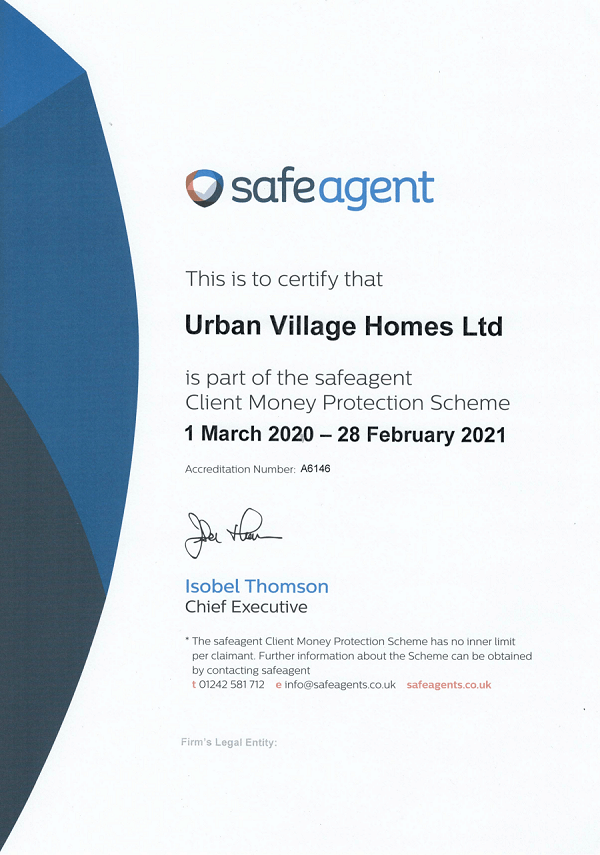 safeagent
This is to certify that
Urban Village Homes Ltd
is part of the safeagent
Client Money Protection Scheme
1 March 2020 – 28 February 2021
Accreditation Number: A6146
Isobel Thomson
Chief Executive
* The safeagent Client Money Protection Scheme has no inner limit
per claimant. Further information about the Scheme can be obtained
by contacting safeagent
t 01242 581 712 e info@safeagents.co.uk safeagents.co.uk
Firm's Legal Entity: